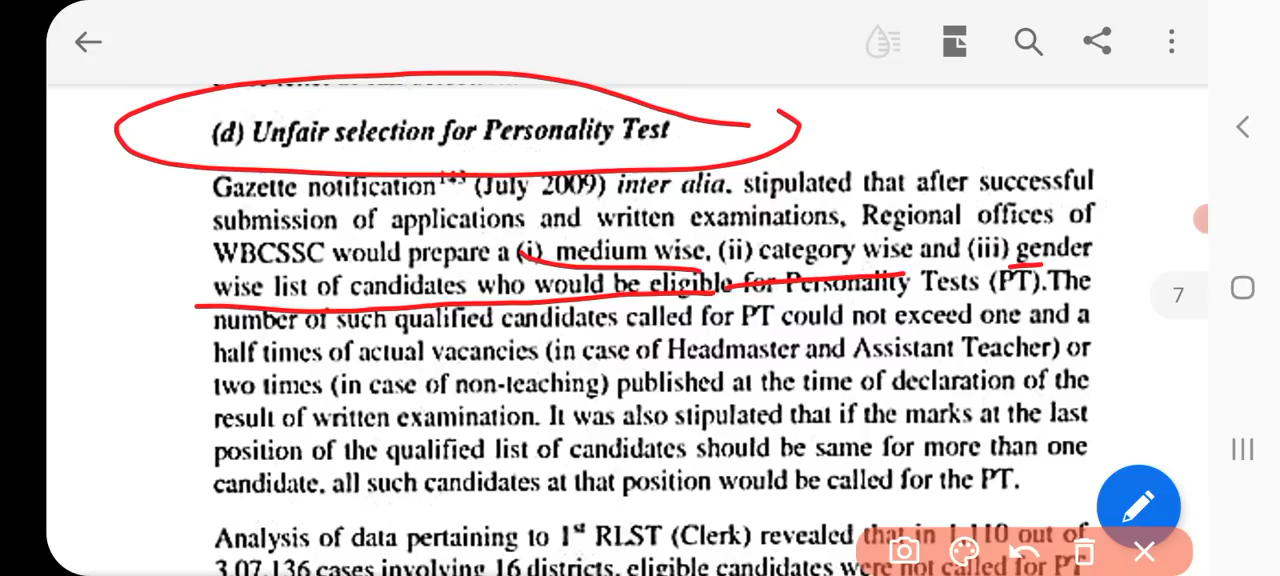 (d) Unfair selection for Personality Test
Gazette notification (July 2009) inter alia, stipulated that after successful
submission of applications and written examinations, Regional offices of
WBCSSC would prepare a (i) medium wise, (ii) category wise and (iii) gender
wise list of candidates who would be eligible for Personality Tests (PT).The
number of such qualified candidates called for PT could not exceed one and a
half times of actual vacancies (in case of Headmaster and Assistant Teacher) or
two times (in case of non-teaching) published at the time of declaration of the
result of written examination. It was also stipulated that if the marks at the last
position of the qualified list of candidates should be same for more than one
candidate, all such candidates at that position would be called for the PT.
Analysis of data pertaining to 1st RLST (Clerk) revealed that in 1,110 out of
3,07,136 cases involving 16 districts, eligible candidates were not called for PT
7